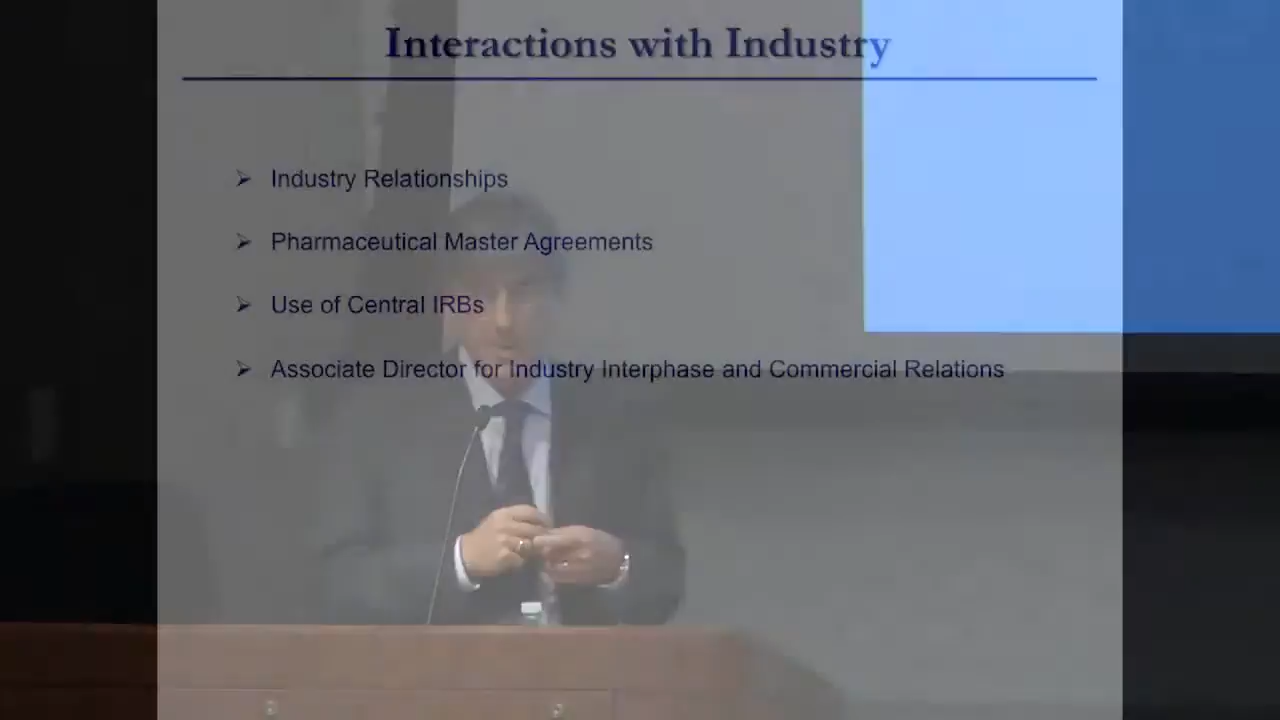 Interactions with Industry
Industry Relationships
Pharmaceutical Master Agreements
Use of Central IRBs
Associate Director for Industry Interphase and Commercial Relations